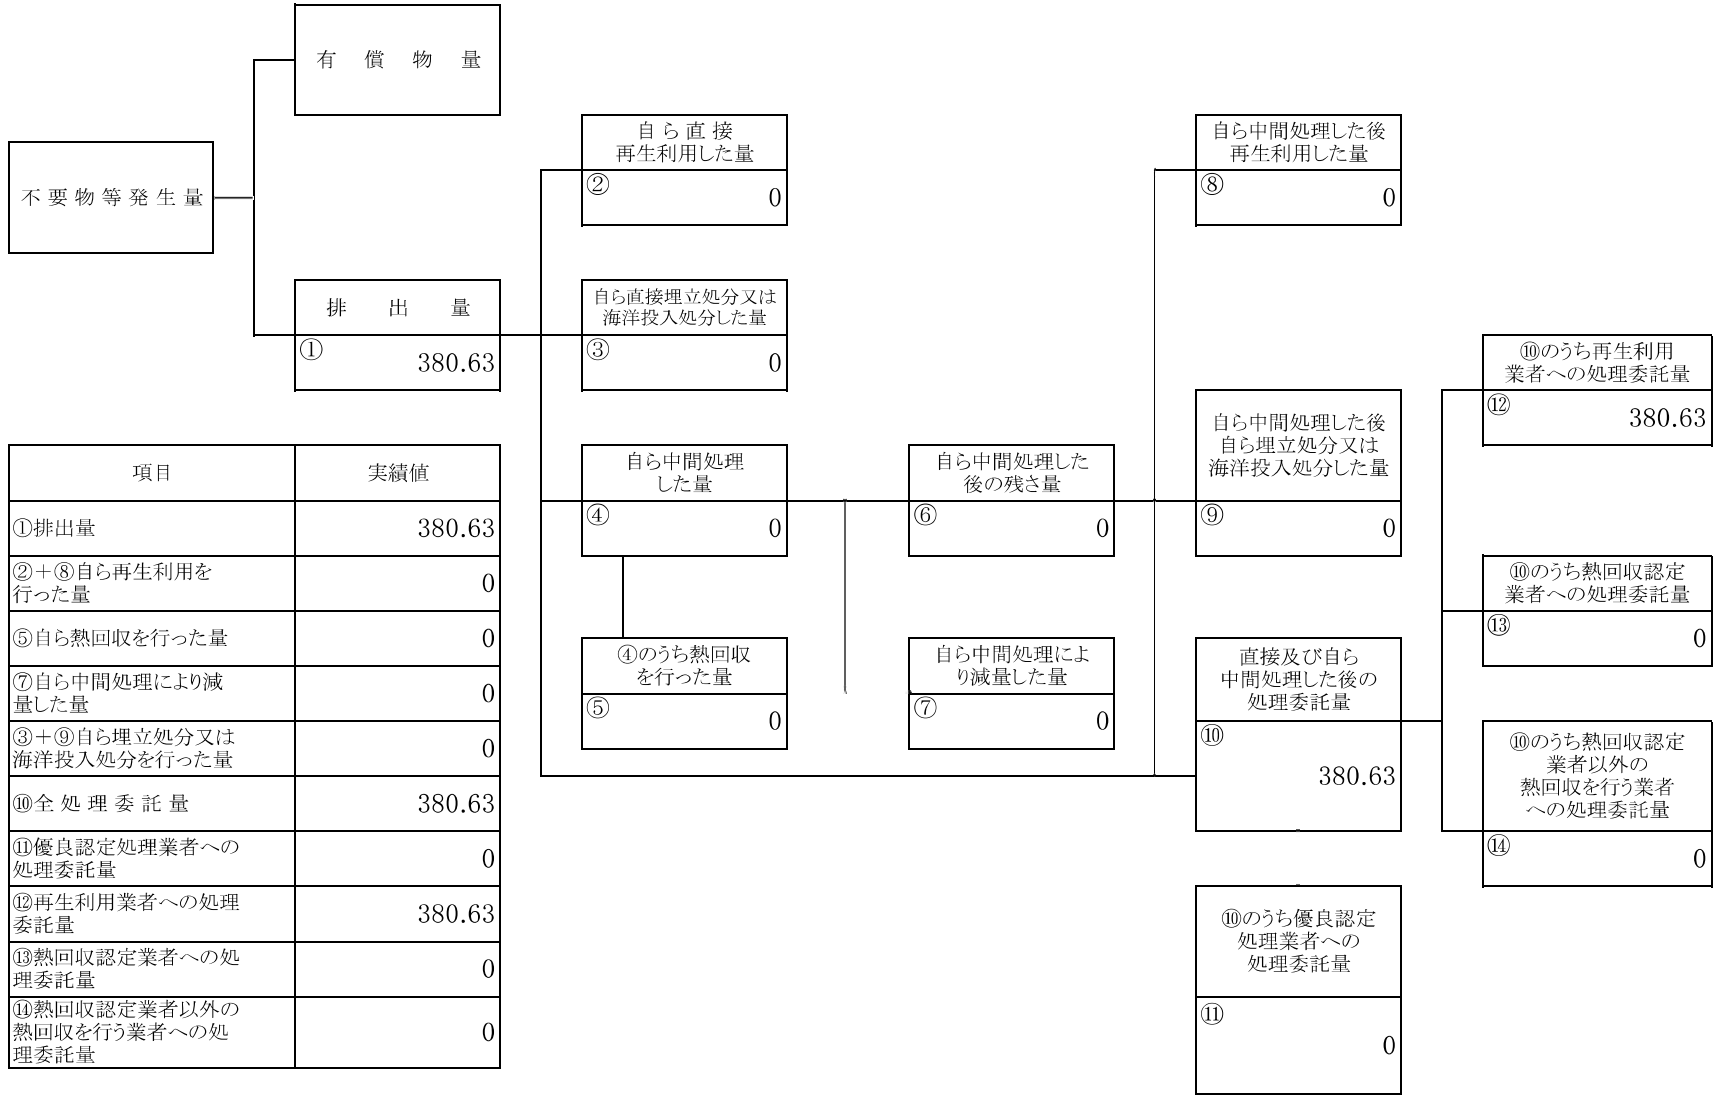 有償物量
不要物等発生量
排出量
①
380.63
自ら直接
再生利用した量
②
0
自ら直接埋立処分又は
海洋投入処分した量
③
0
自ら中間処理
した量
④
0
④のうち熱回収
を行った量
⑤
0
自ら中間処理した
後の残さ量
⑥
0
自ら中間処理によ
り減量した量
⑦
0
自ら中間処理した後
再生利用した量
⑧
0
自ら中間処理した後
自ら埋立処分又は
海洋投入処分した量
⑨
0
直接及び自ら
中間処理した後の
処理委託量
⑩
380.63
⑩のうち優良認定
処理業者への
処理委託量
⑪
0
⑩のうち再生利用
業者への処理委託量
⑫
380.63
⑩のうち熱回収認定
業者への処理委託量
⑬
0
⑩のうち熱回収認定
業者以外の
熱回収を行う業者
への処理委託量
⑭
0
項目 実績値
①排出量 380.63
②＋⑧自ら再生利用を
行った量 0
⑤自ら熱回収を行った量 0
⑦自ら中間処理により減
量した量 0
③＋⑨自ら埋立処分又は
海洋投入処分を行った量 0
⑩全処理委託量 380.63
⑪優良認定処理業者への
処理委託量 0
⑫再生利用業者への処理
委託量 380.63
⑬熱回収認定業者への処
理委託量 0
⑭熱回収認定業者以外の
熱回収を行う業者への処
理委託量 0